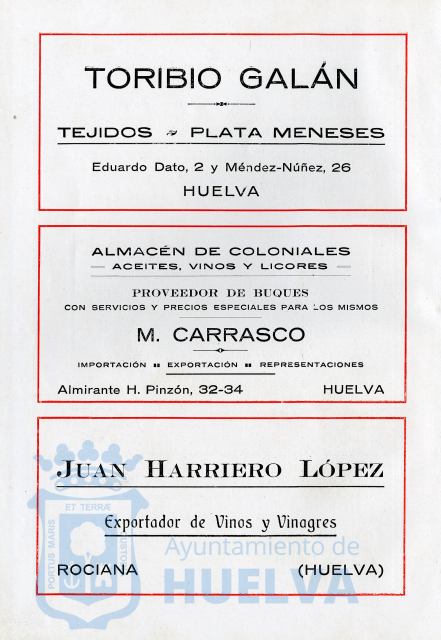 TORIBIO GALÁN
TEJIDOS PLATA MENESES
Eduardo Dato, 2 y Méndez-Núñez, 26
HUELVA
ALMACÉN DE COLONIALES
ACEITES, VINOS Y LICORES
PROVEEDOR DE BUQUES
CON SERVICIOS Y PRECIOS ESPECIALES PARA LOS MISMOS
M. CARRASCO
IMPORTACIÓN EXPORTACIÓN REPRESENTACIONES
Almirante H. Pinzón, 32-34 HUELVA
JUAN HARRIERO LÓPEZ
Exportador de Vinos y Vinagres
ROCIANA (HUELVA)
PORTUS MARIS ET TERRÆ CUSTO
Ayuntamiento de
HUELVA